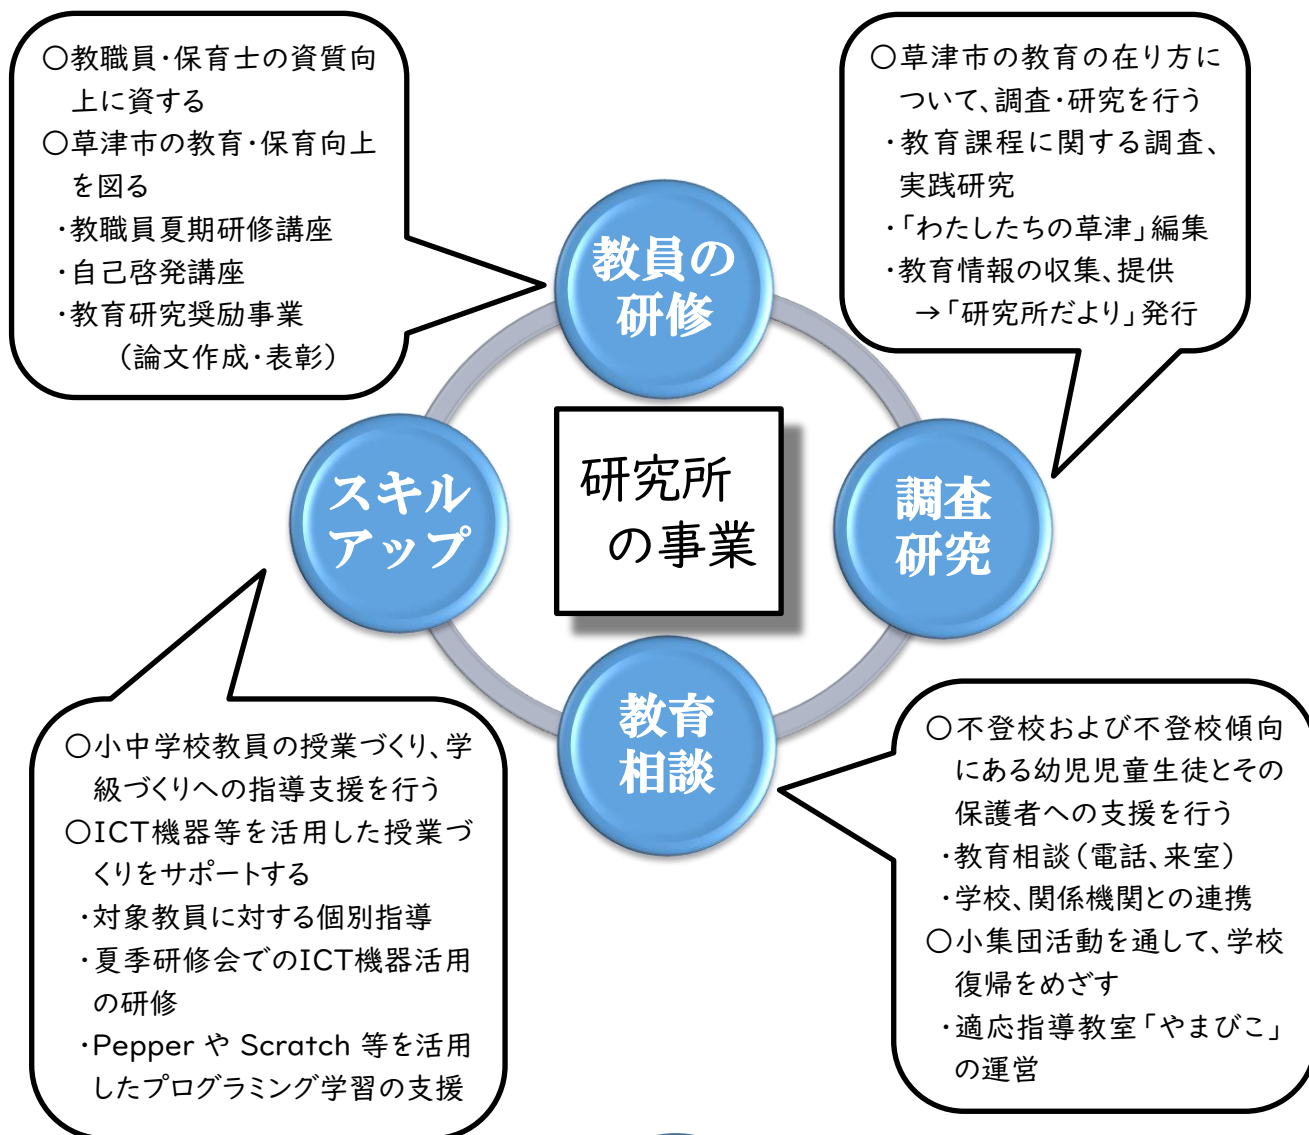 ○教職員・保育士の資質向
上に資する
○草津市の教育・保育向上
を図る
・教職員夏期研修講座
・自己啓発講座
・教育研究奨励事業
(論文作成・表彰)
○草津市の教育の在り方に
ついて、調査・研究を行う
・教育課程に関する調査、
実践研究
・「わたしたちの草津」編集
・教育情報の収集、提供
→「研究所だより」発行
教員の
研修
スキル
アップ
研究所
の事業
調査
研究
教育
相談
○小中学校教員の授業づくり、学
級づくりへの指導支援を行う
○ICT機器等を活用した授業づ
くりをサポートする
・対象教員に対する個別指導
・夏季研修会でのICT機器活用
の研修
・Pepper や Scratch 等を活用
したプログラミング学習の支援
○不登校および不登校傾向
にある幼児児童生徒とその
保護者への支援を行う
・教育相談(電話、来室)
・学校、関係機関との連携
○小集団活動を通して、学校
復帰をめざす
・適応指導教室「やまびこ」
の運営